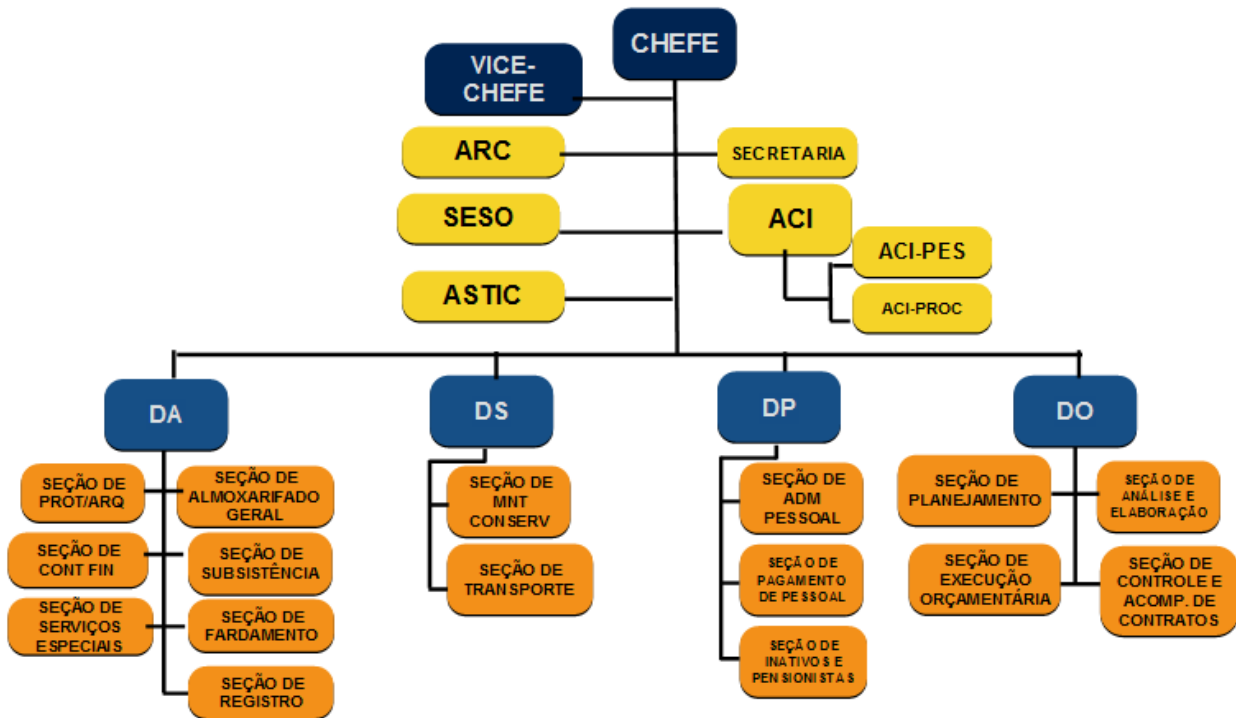 CHEFE
VICE-
CHEFE
ARC
SECRETARIA
SESO
ACI
ACI-PES
ASTIC
ACI-PROC
DA
DS
DP
DO
SEÇÃO DE
PROT/ARQ
SEÇÃO DE
ALMOXARIFADO
GERAL
SEÇÃO DE
CONT FIN
SEÇÃO DE
SUBSISTÊNCIA
SEÇÃO DE
SERVIÇOS
ESPECIAIS
SEÇÃO DE
FARDAMENTO
SEÇÃO DE
REGISTRO
SEÇÃO DE
MNT
CONSERV
SEÇÃO DE
TRANSPORTE
SEÇÃO DE
ADM
PESSOAL
SEÇÃO DE
PAGAMENTO
DE PESSOAL
SEÇÃO DE
INATIVOS E
PENSIONISTAS
SEÇÃO DE
PLANEJAMENTO
SEÇÃO DE
ANÁLISE E
ELABORAÇÃO
SEÇÃO DE
EXECUÇÃO
ORÇAMENTÁRIA
SEÇÃO DE
CONTROLE E
ACOMP. DE
CONTRATOS